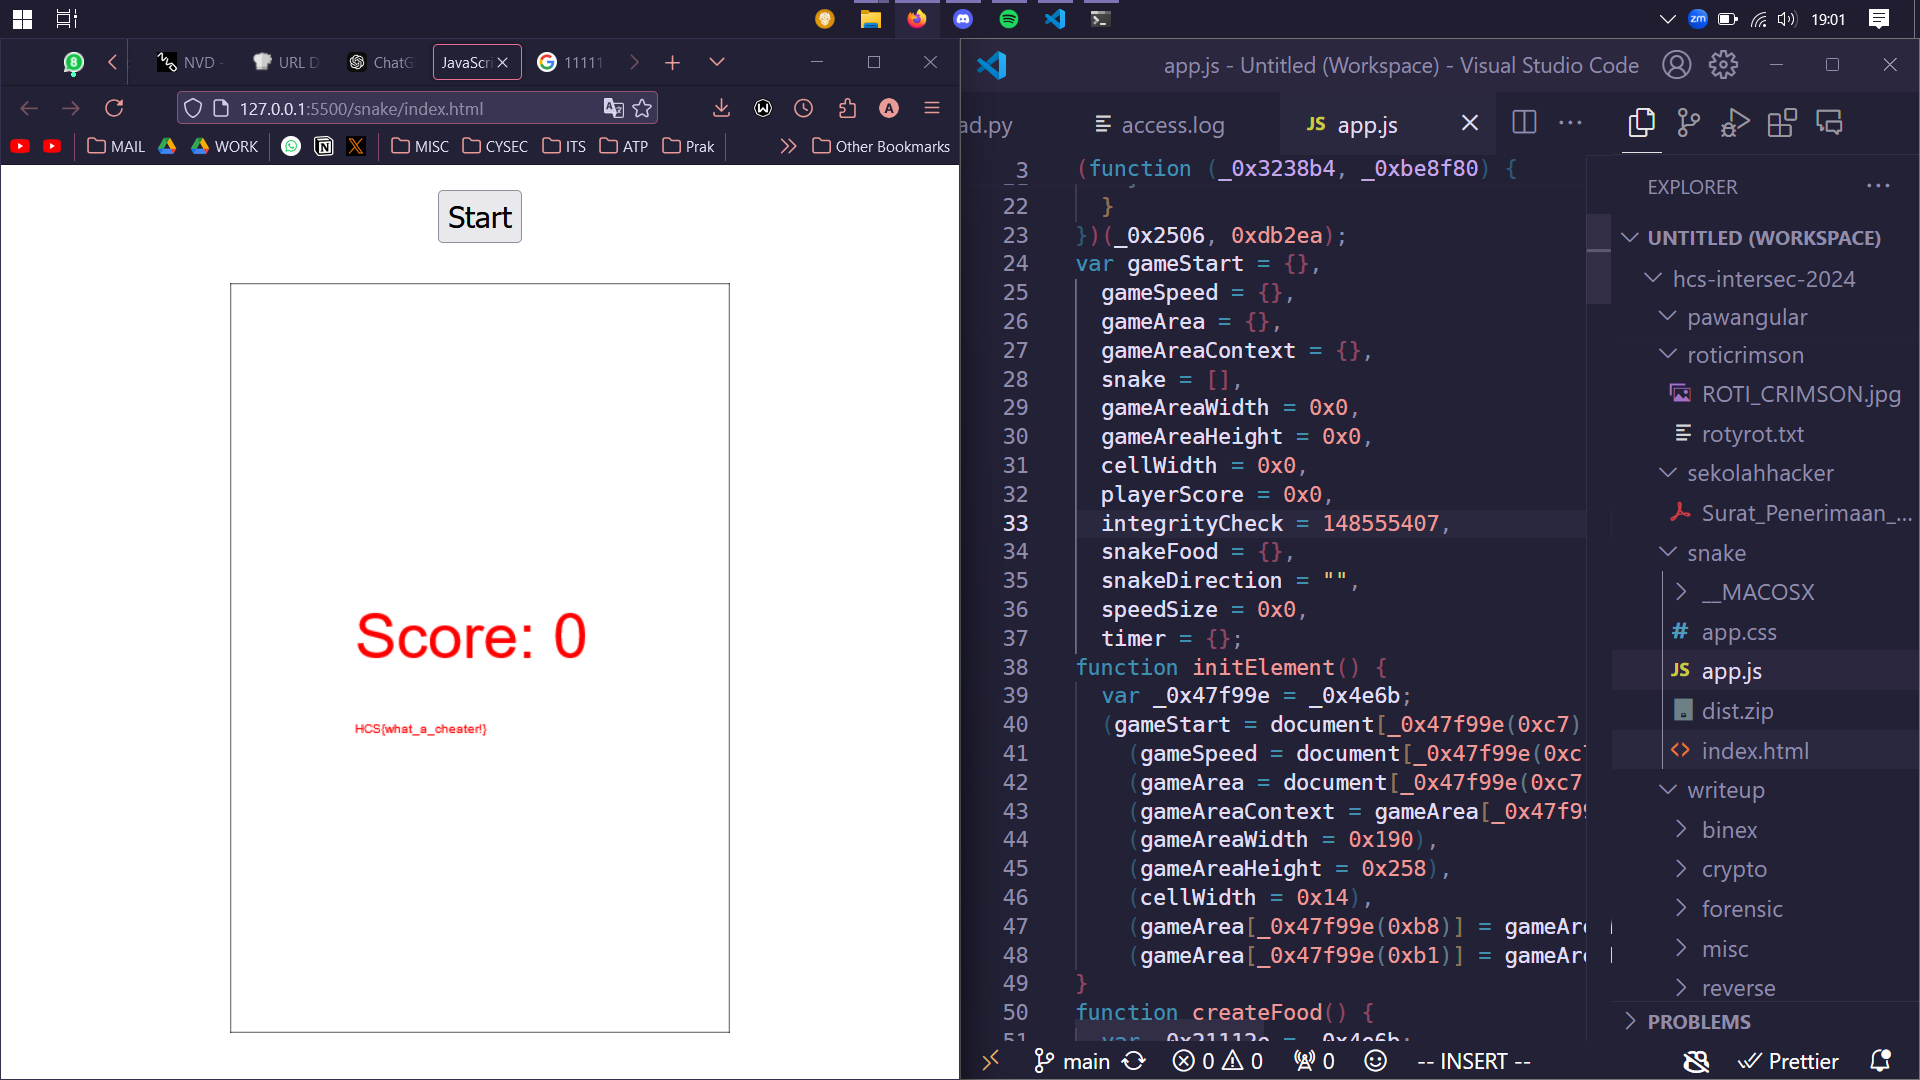 19:01
NVD
URL D
ChatG
JavaScri
11111
127.0.0.1:5500/snake/index.html
MAIL
WORK
MISC
CYSEC
ITS
ATP
Prak
Other Bookmarks
Start
Score: 0
HCS{what_a_cheater!}
app.js - Untitled (Workspace) - Visual Studio Code
ad.py
access.log
JS app.js
3 (function (_0x3238b4, _0xbe8f80) {
22 }
23 })(_0x2506, 0xdb2ea);
24 var gameStart = {},
25 gameSpeed = {},
26 gameArea = {},
27 gameAreaContext = {},
28 snake = [],
29 gameAreaWidth = 0x0,
30 gameAreaHeight = 0x0,
31 cellWidth = 0x0,
32 playerScore = 0x0,
33 integrityCheck = 148555407,
34 snakeFood = {},
35 snakeDirection = "",
36 speedSize = 0x0,
37 timer = {};
38 function initElement() {
39 var _0x47f99e = _0x4e6b;
40 (gameStart = document[_0x47f99e(0xc7)
41 (gameSpeed = document[_0x47f99e(0xc
42 (gameArea = document[_0x47f99e(0xc7
43 (gameAreaContext = gameArea[_0x47f9
44 (gameAreaWidth = 0x190),
45 (gameAreaHeight = 0x258),
46 (cellWidth = 0x14),
47 (gameArea[_0x47f99e(0xb8)] = gameAr
48 (gameArea[_0x47f99e(0xb1)] = gameAr
49 }
50 function createFood() {
51 var _0x21112e = _0x4e6b;
EXPLORER
UNTITLED (WORKSPACE)
hcs-intersec-2024
pawangular
roticrimson
ROTI_CRIMSON.jpg
rotyrot.txt
sekolahhacker
Surat_Penerimaan_...
snake
__MACOSX
# app.css
JS app.js
dist.zip
<> index.html
writeup
binex
crypto
forensic
misc
reverse
PROBLEMS
main
0
0
0
-- INSERT --
Prettier